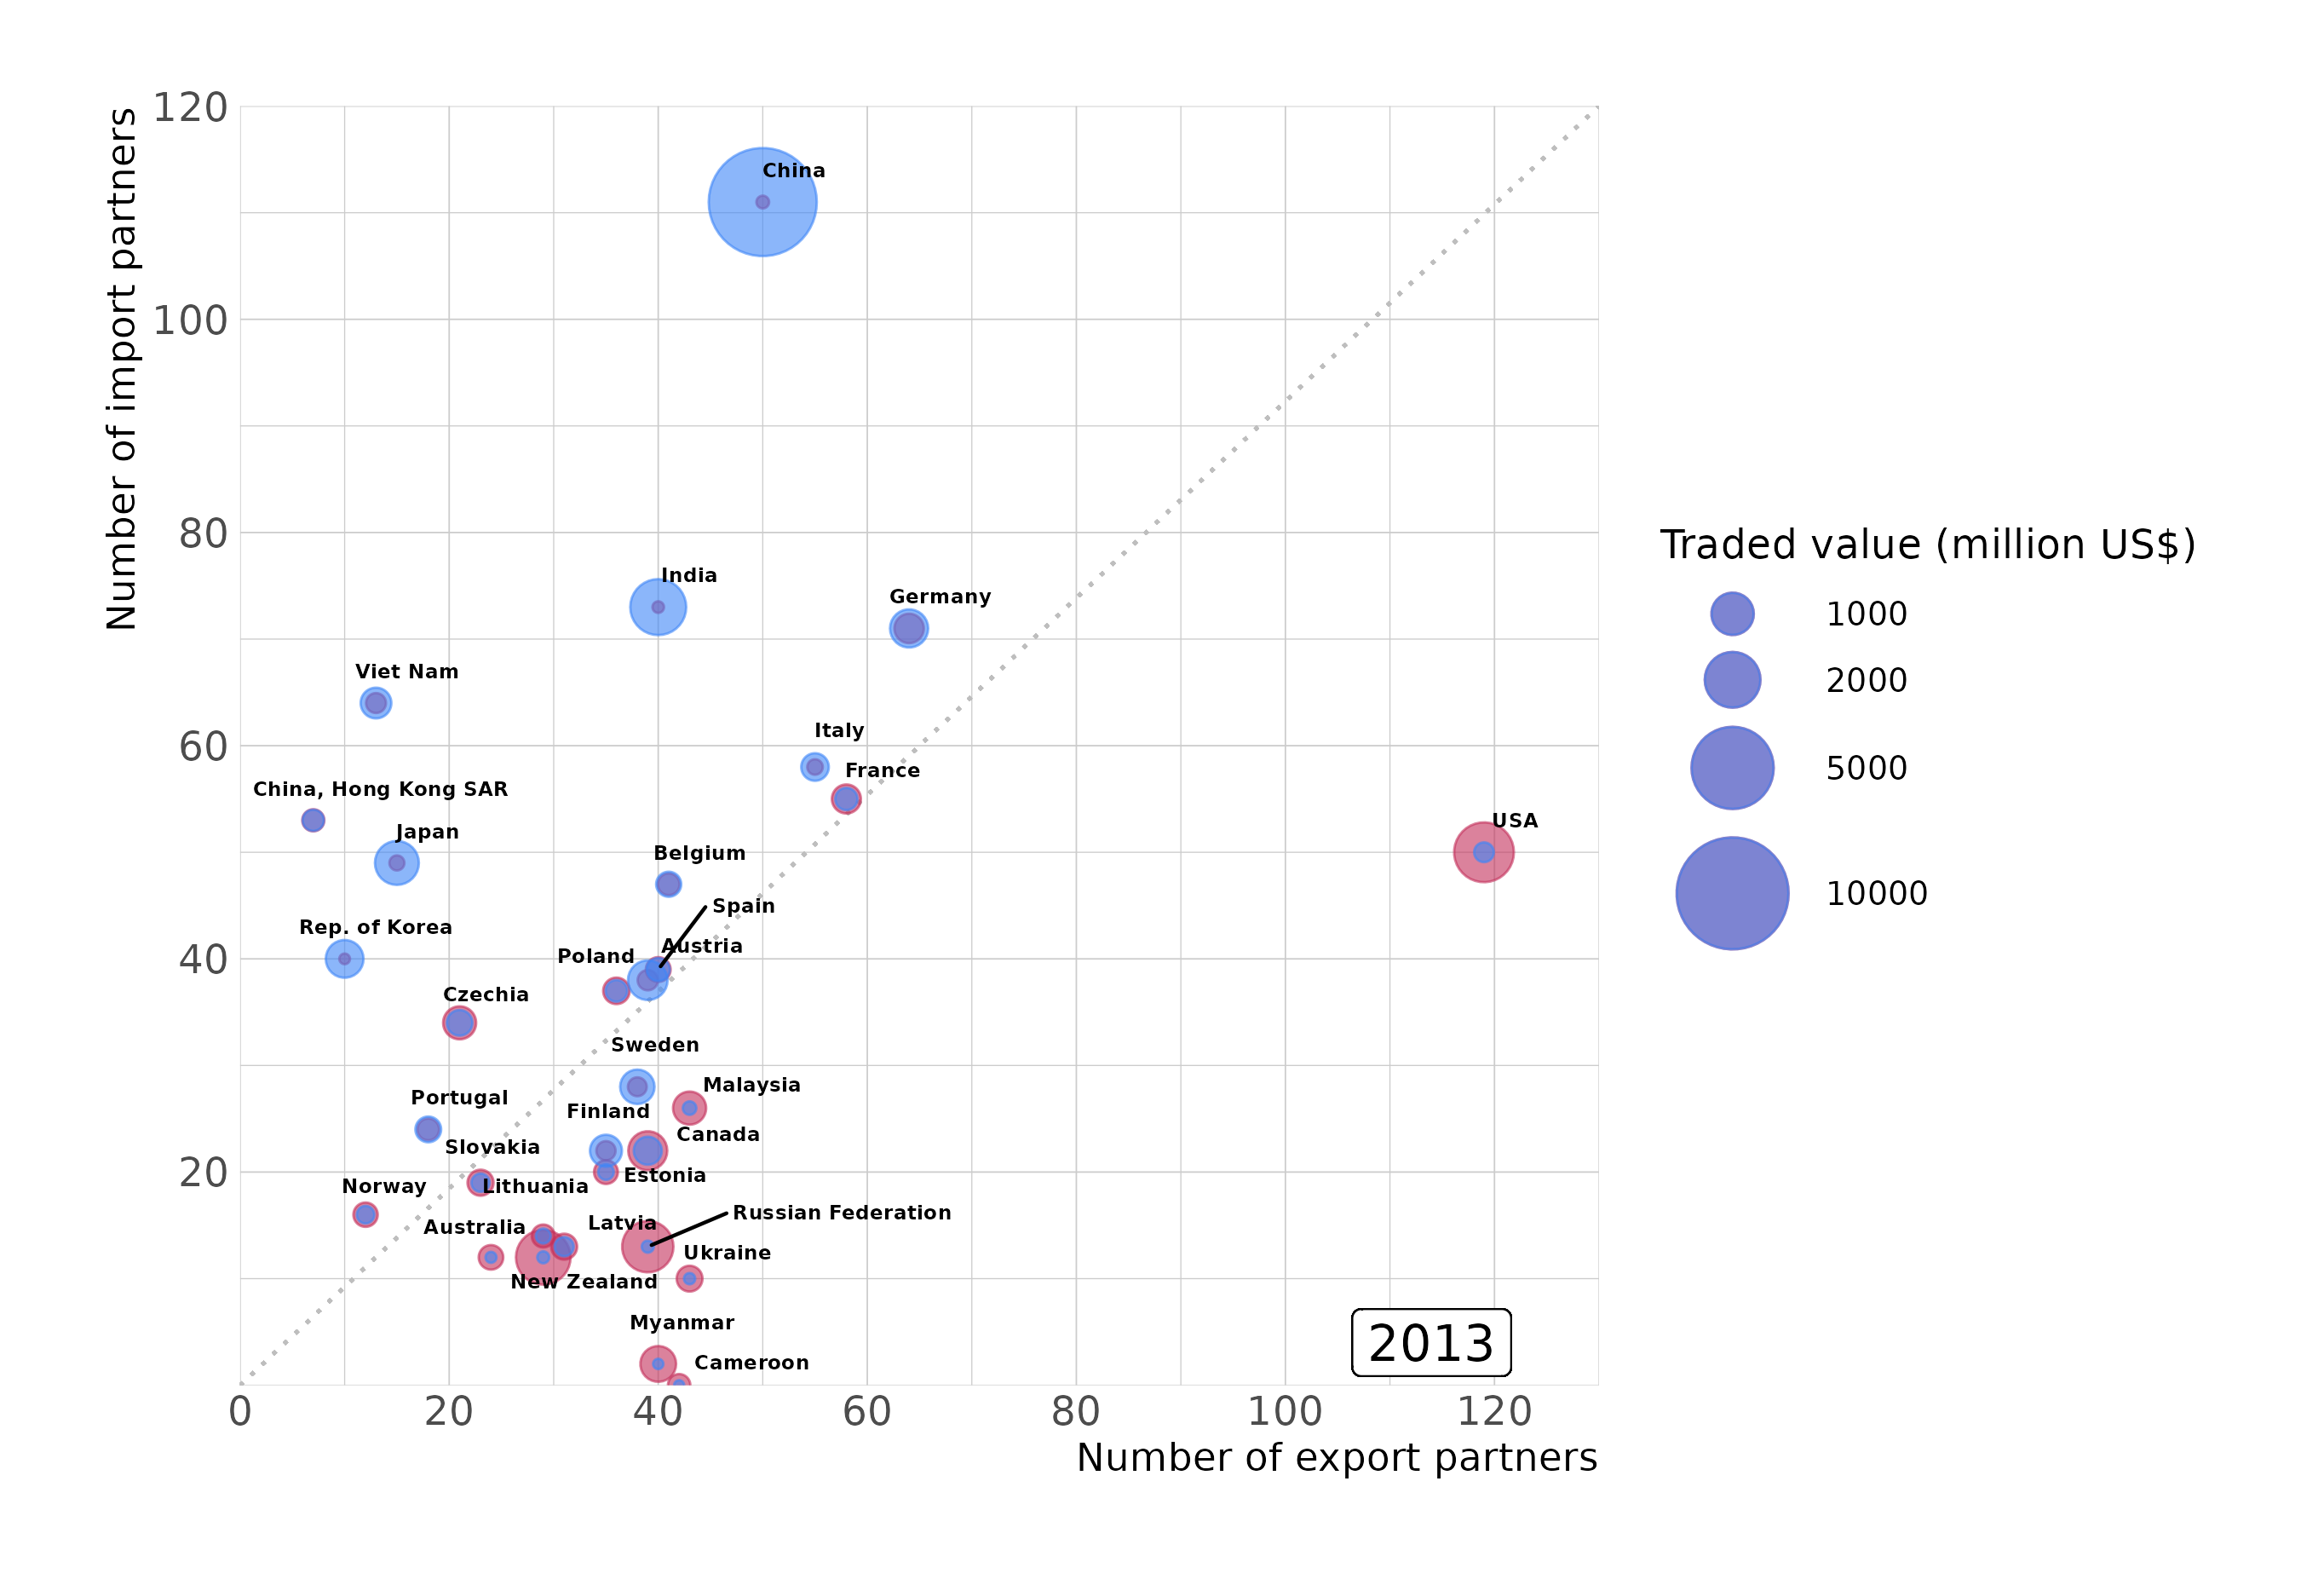 Number of import partners
120
100
80
60
40
20
0
20
40
60
80
100
120
Number of export partners
China
India
Germany
Viet Nam
Italy
France
China, Hong Kong SAR
Japan
USA
Belgium
Spain
Rep. of Korea
Austria
Poland
Czechia
Sweden
Malaysia
Portugal
Finland
Canada
Slovakia
Estonia
Norway
Lithuania
Russian Federation
Latvia
Australia
Ukraine
New Zealand
Myanmar
Cameroon
2013
Traded value (million US$)
1000
2000
5000
10000